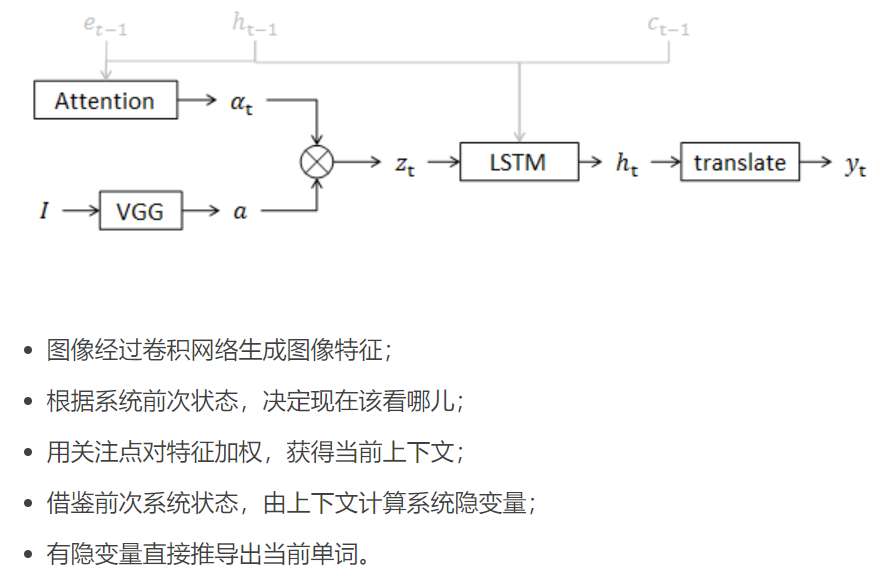 e_{t-1} h_{t-1} c_{t-1}
Attention α_t
z_t LSTM h_t translate y_t
I VGG a
• 图像经过卷积网络生成图像特征；
• 根据系统前次状态，决定现在该看哪儿；
• 用关注点对特征加权，获得当前上下文；
• 借鉴前次系统状态，由上下文计算系统隐变量；
• 有隐变量直接推导出当前单词。